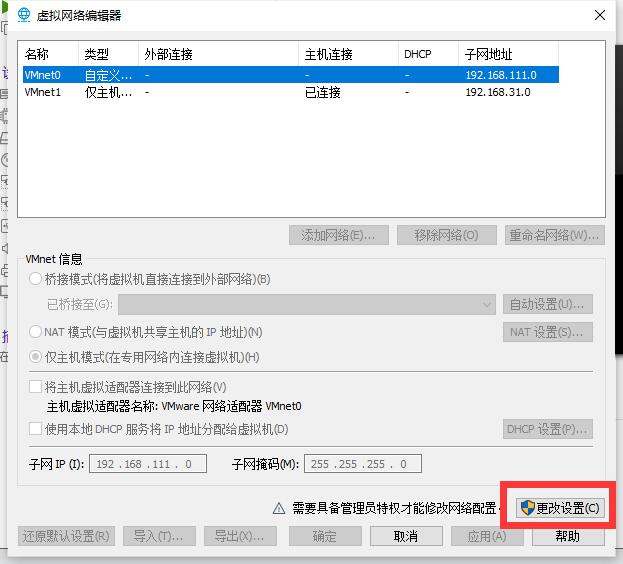 虚拟网络编辑器
名称 类型 外部连接 主机连接 DHCP 子网地址
VMnet0 自定义... - - - 192.168.111.0
VMnet1 仅主机... - 已连接 - 192.168.31.0
添加网络(E)... 移除网络(O) 重命名网络(W)...
VMnet 信息
桥接模式(将虚拟机直接连接到外部网络)(B)
已桥接至(G): 自动设置(U)...
NAT 模式(与虚拟机共享主机的 IP 地址)(N) NAT 设置(S)...
仅主机模式(在专用网络内连接虚拟机)(H)
将主机虚拟适配器连接到此网络(V)
主机虚拟适配器名称: VMware 网络适配器 VMnet0
使用本地 DHCP 服务将 IP 地址分配给虚拟机(D) DHCP 设置(P)...
子网 IP (I): 192 . 168 . 111 . 0 子网掩码(M): 255 . 255 . 255 . 0
需要具备管理员特权才能修改网络配置。 更改设置(C)
还原默认设置(R) 导入(T)... 导出(X)... 确定 取消 应用(A) 帮助